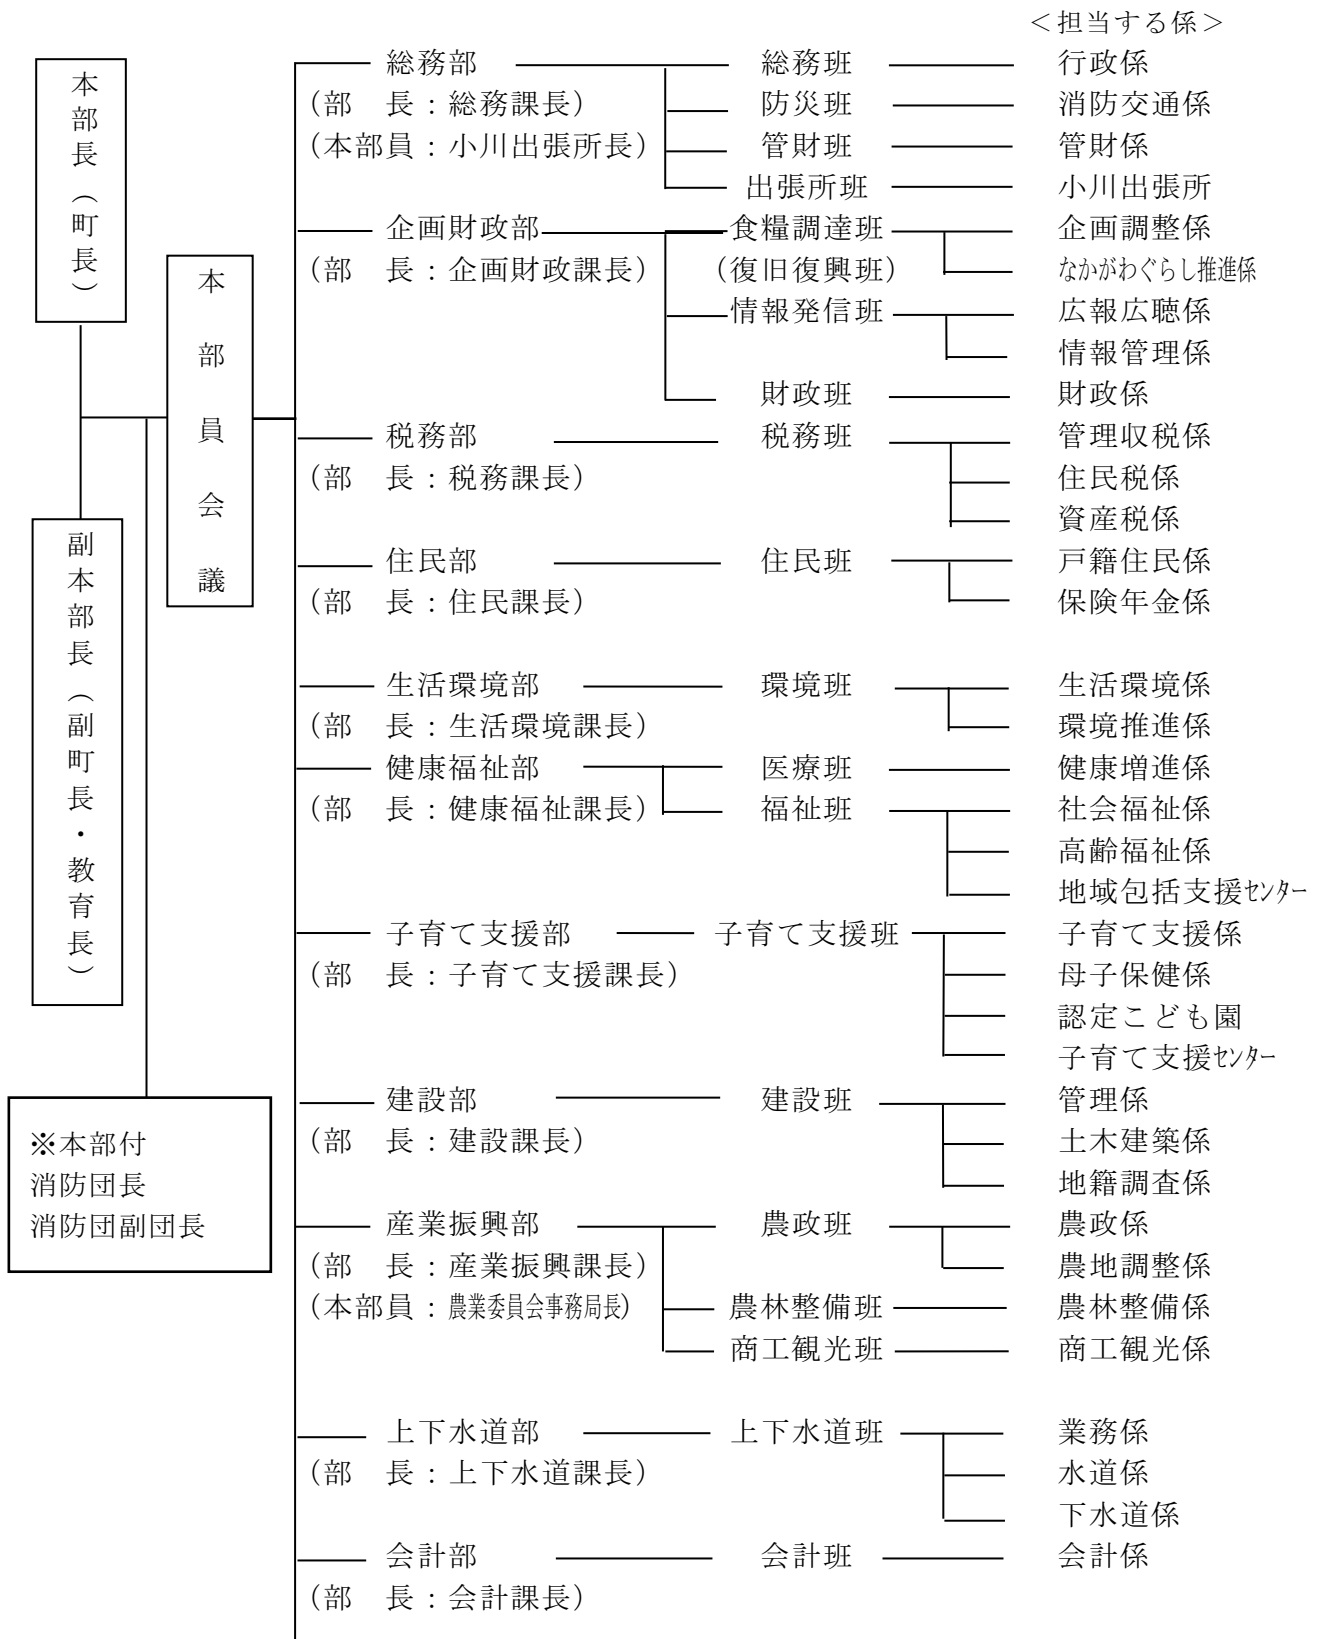 ＜担当する係＞
本部長（町長）
本部員会議
副本部長（副町長・教育長）
※本部付
消防団長
消防団副団長
総務部 総務班 行政係
（部　長：総務課長） 防災班 消防交通係
（本部員：小川出張所長） 管財班 管財係
出張所班 小川出張所
企画財政部 食糧調達班 企画調整係
（部　長：企画財政課長） （復旧復興班） なかがわぐらし推進係
情報発信班 広報広聴係
情報管理係
財政班 財政係
税務部 税務班 管理収税係
（部　長：税務課長） 住民税係
資産税係
住民部 住民班 戸籍住民係
（部　長：住民課長） 保険年金係
生活環境部 環境班 生活環境係
（部　長：生活環境課長） 環境推進係
健康福祉部 医療班 健康増進係
（部　長：健康福祉課長） 福祉班 社会福祉係
高齢福祉係
地域包括支援センター
子育て支援部 子育て支援班 子育て支援係
（部　長：子育て支援課長） 母子保健係
認定こども園
子育て支援センター
建設部 建設班 管理係
（部　長：建設課長） 土木建築係
地籍調査係
産業振興部 農政班 農政係
（部　長：産業振興課長） 農地調整係
（本部員：農業委員会事務局長） 農林整備班 農林整備係
商工観光班 商工観光係
上下水道部 上下水道班 業務係
（部　長：上下水道課長） 水道係
下水道係
会計部 会計班 会計係
（部　長：会計課長）